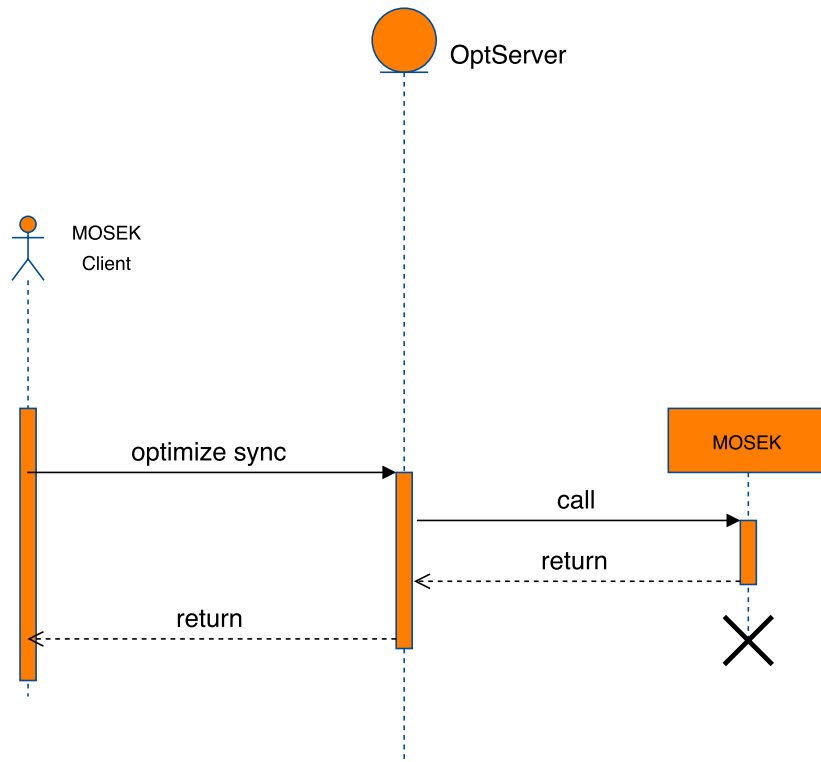 OptServer
MOSEK
Client
optimize sync
MOSEK
call
return
return